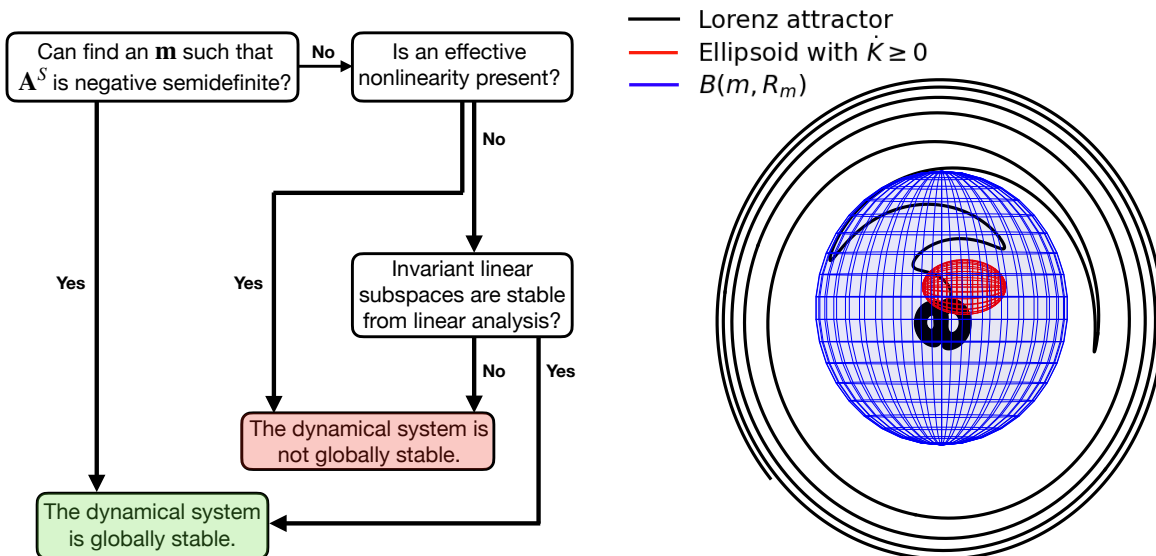 Can find an m such that
A^S is negative semidefinite?
No
Is an effective
nonlinearity present?
No
Yes
Yes
Invariant linear
subspaces are stable
from linear analysis?
No
Yes
The dynamical system is
not globally stable.
The dynamical system
is globally stable.
Lorenz attractor
Ellipsoid with K̇ ≥ 0
B(m, R_m)